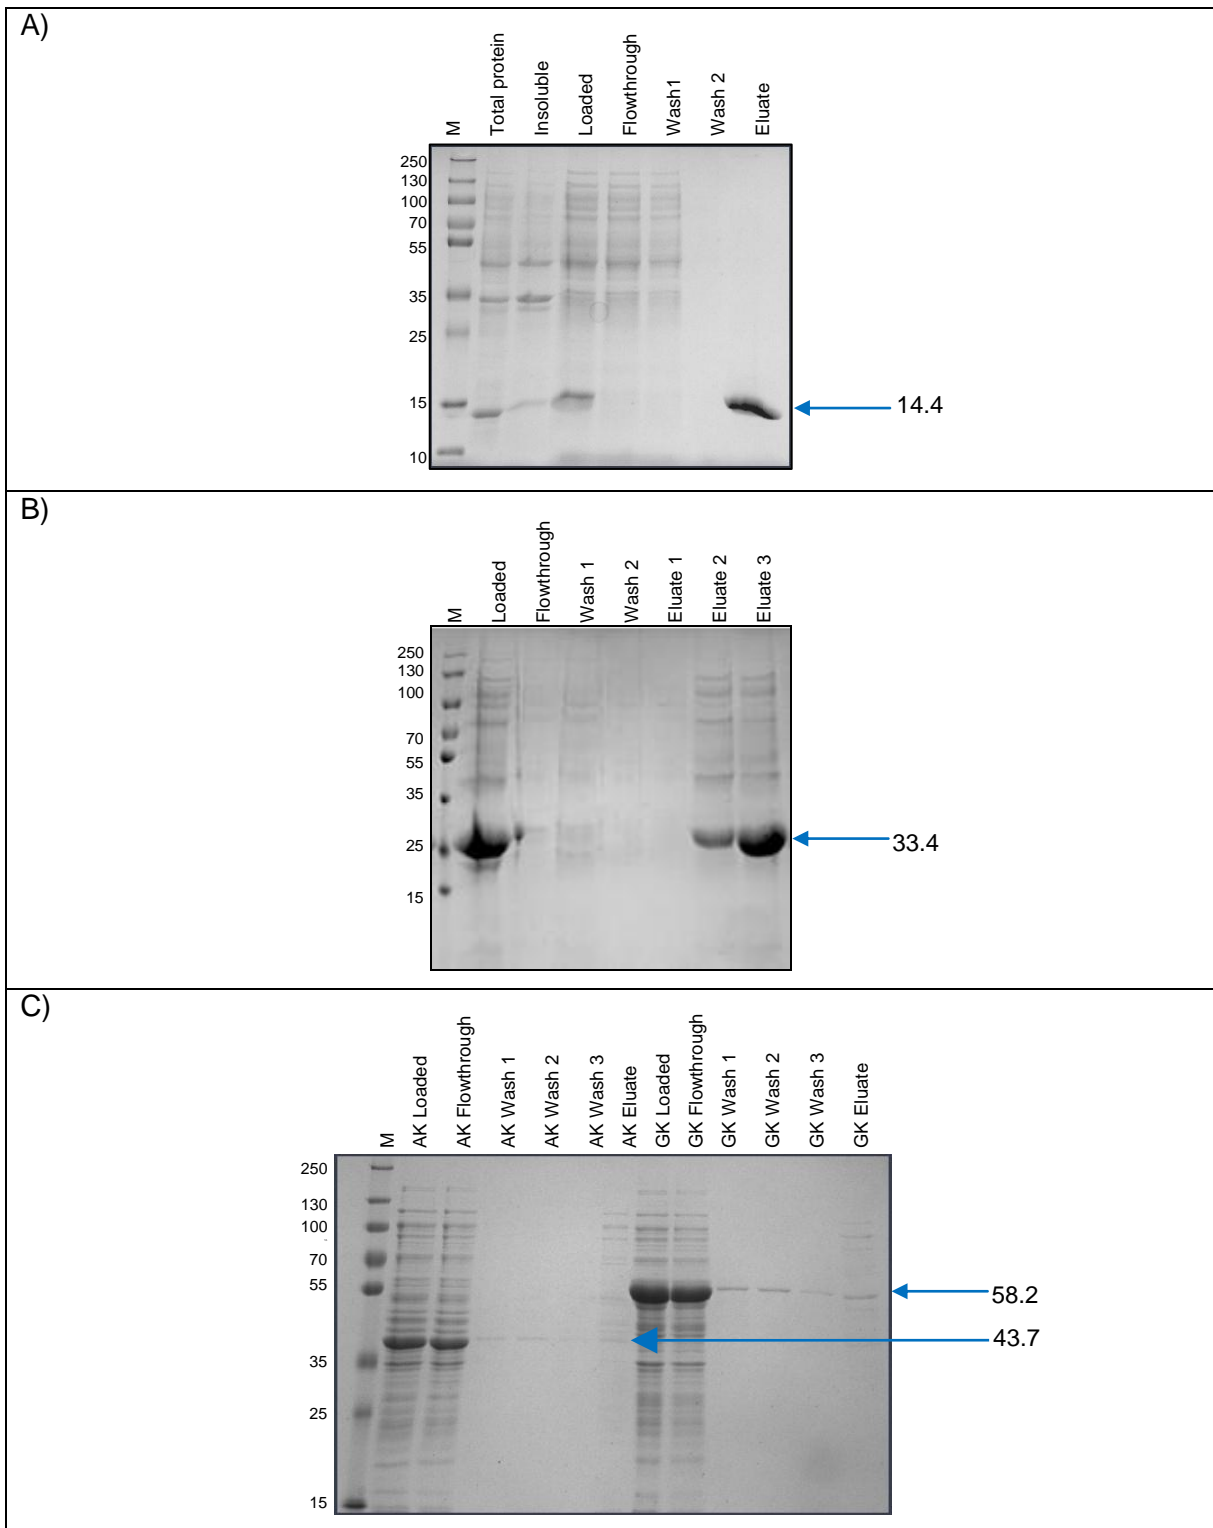 A)
M
Total protein
Insoluble
Loaded
Flowthrough
Wash1
Wash 2
Eluate
250
130
100
70
55
35
25
15
10
14.4
B)
M
Loaded
Flowthrough
Wash 1
Wash 2
Eluate 1
Eluate 2
Eluate 3
250
130
100
70
55
35
25
15
33.4
C)
M
AK Loaded
AK Flowthrough
AK Wash 1
AK Wash 2
AK Wash 3
AK Eluate
GK Loaded
GK Flowthrough
GK Wash 1
GK Wash 2
GK Wash 3
GK Eluate
250
130
100
70
55
35
25
15
58.2
43.7